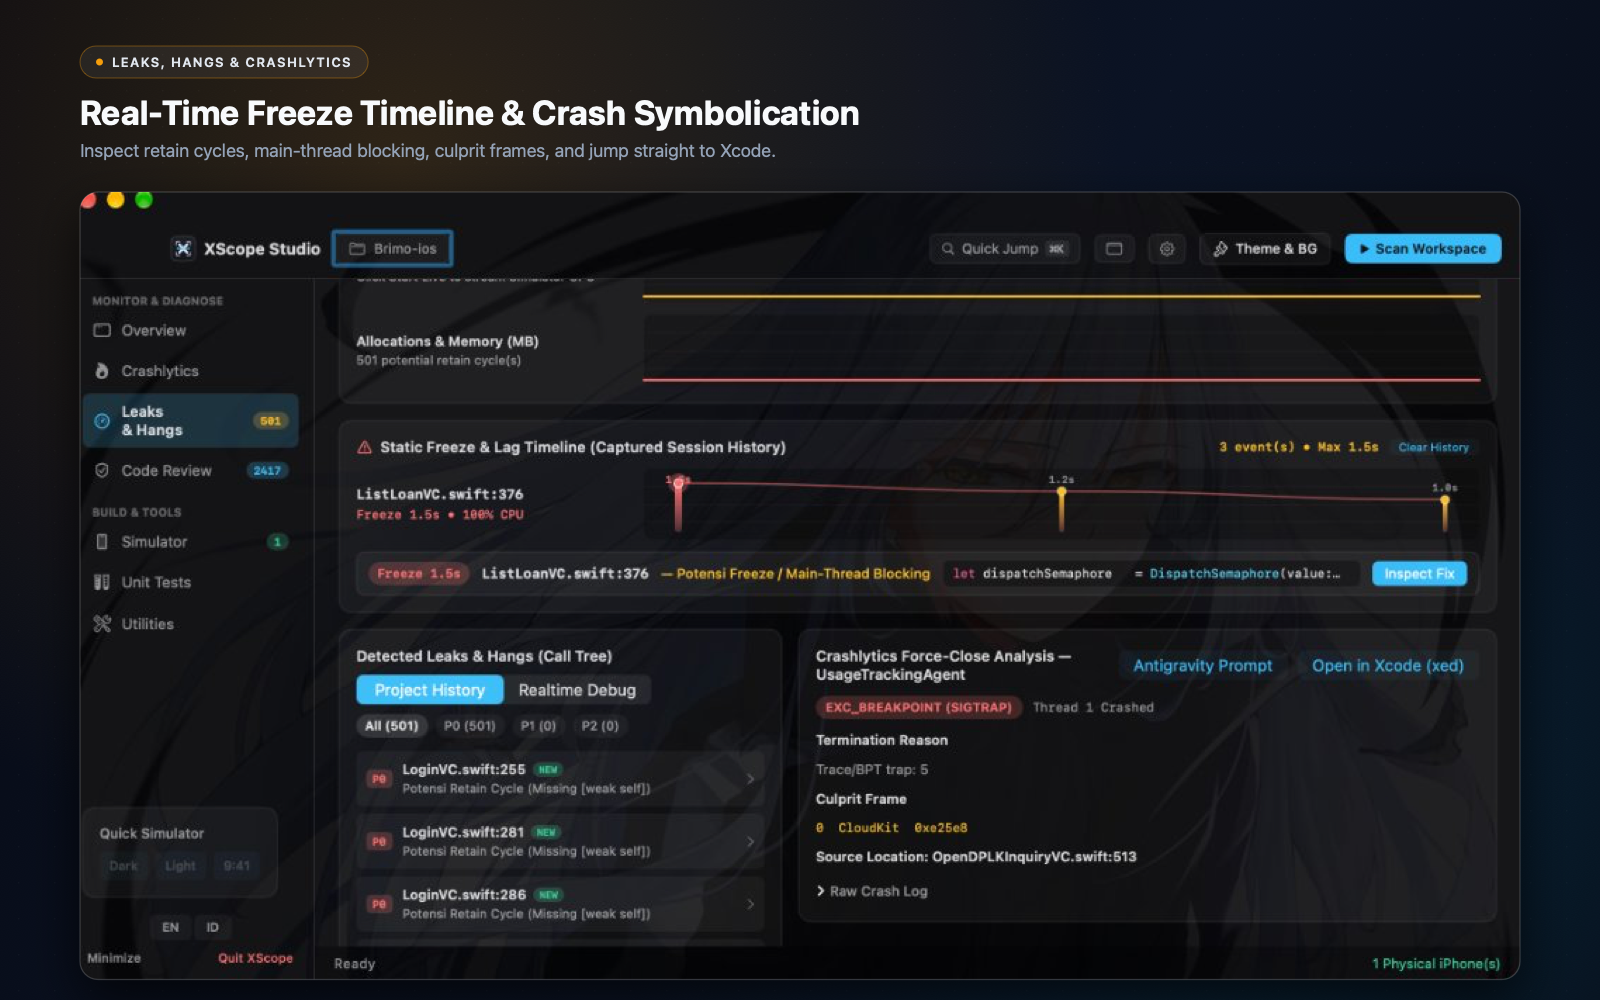 LEAKS, HANGS & CRASHLYTICS
Real-Time Freeze Timeline & Crash Symbolication
Inspect retain cycles, main-thread blocking, culprit frames, and jump straight to Xcode.
XScope Studio
Brimo-ios
Quick Jump ⌘K
Theme & BG
Scan Workspace
MONITOR & DIAGNOSE
Overview
Crashlytics
Leaks
& Hangs
501
Code Review 2417
BUILD & TOOLS
Simulator 1
Unit Tests
Utilities
Quick Simulator
Dark Light 9:41
EN ID
Minimize Quit XScope
Allocations & Memory (MB)
501 potential retain cycle(s)
Static Freeze & Lag Timeline (Captured Session History)
3 event(s) • Max 1.5s Clear History
ListLoanVC.swift:376
Freeze 1.5s • 100% CPU
1.2s
1.0s
Freeze 1.5s ListLoanVC.swift:376 — Potensi Freeze / Main-Thread Blocking let dispatchSemaphore = DispatchSemaphore(value:… Inspect Fix
Detected Leaks & Hangs (Call Tree)
Project History Realtime Debug
All (501) P0 (501) P1 (0) P2 (0)
P0 LoginVC.swift:255 NEW
Potensi Retain Cycle (Missing [weak self])
P0 LoginVC.swift:281 NEW
Potensi Retain Cycle (Missing [weak self])
P0 LoginVC.swift:286 NEW
Potensi Retain Cycle (Missing [weak self])
Crashlytics Force-Close Analysis —
UsageTrackingAgent
Antigravity Prompt Open in Xcode (xed)
EXC_BREAKPOINT (SIGTRAP) Thread 1 Crashed
Termination Reason
Trace/BPT trap: 5
Culprit Frame
0 CloudKit 0xe25e8
Source Location: OpenDPLKInquiryVC.swift:513
Raw Crash Log
Ready
1 Physical iPhone(s)